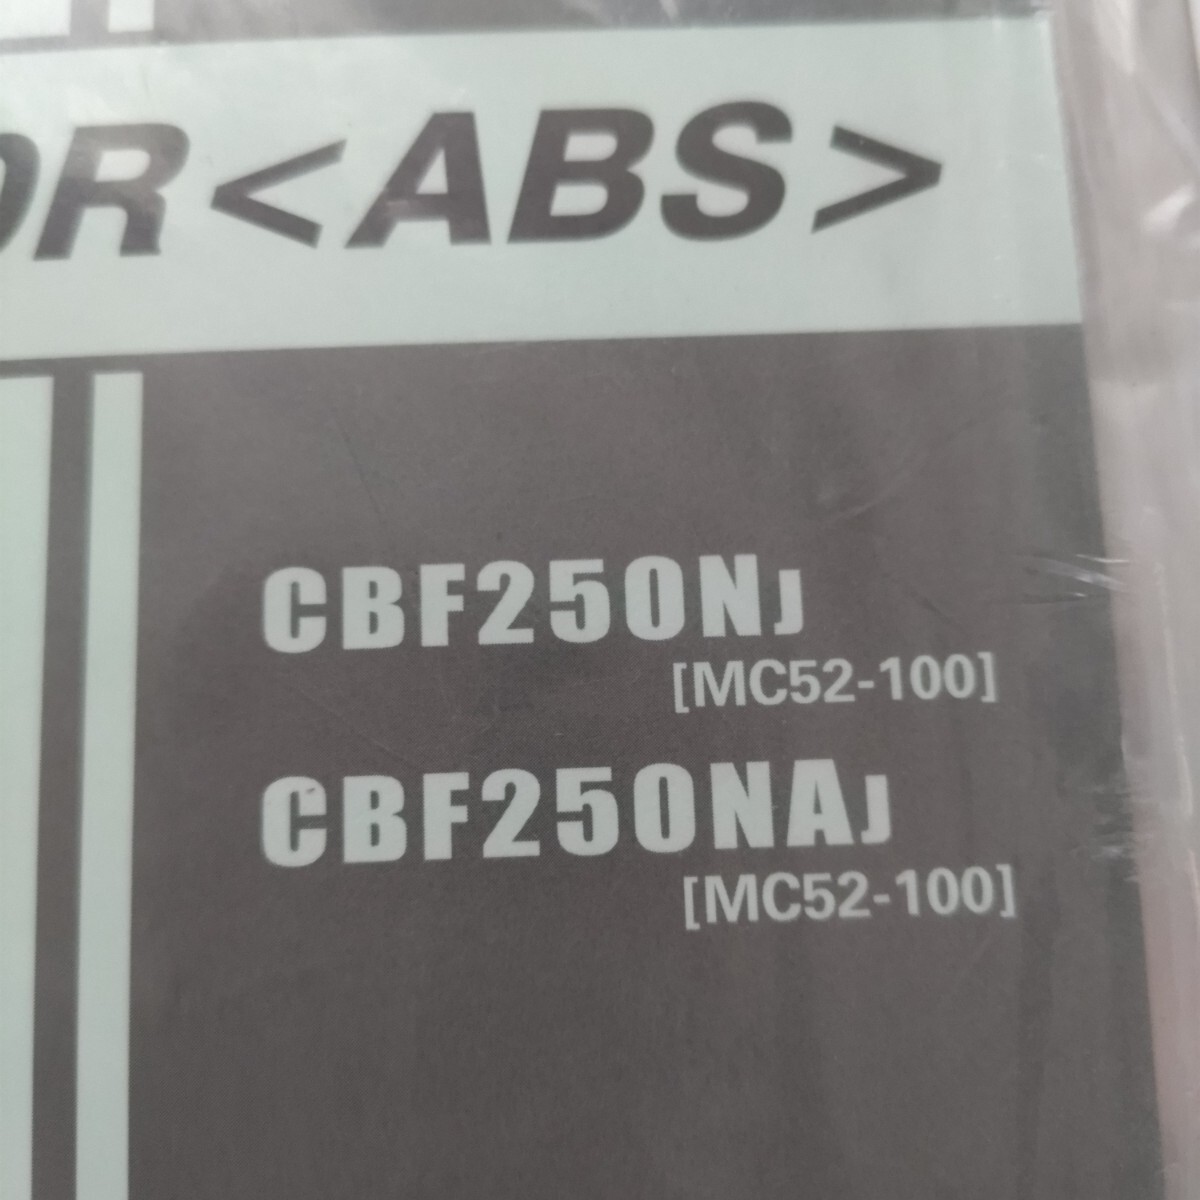 OR<ABS>
CBF250NJ
[MC52-100]
CBF250NAJ
[MC52-100]